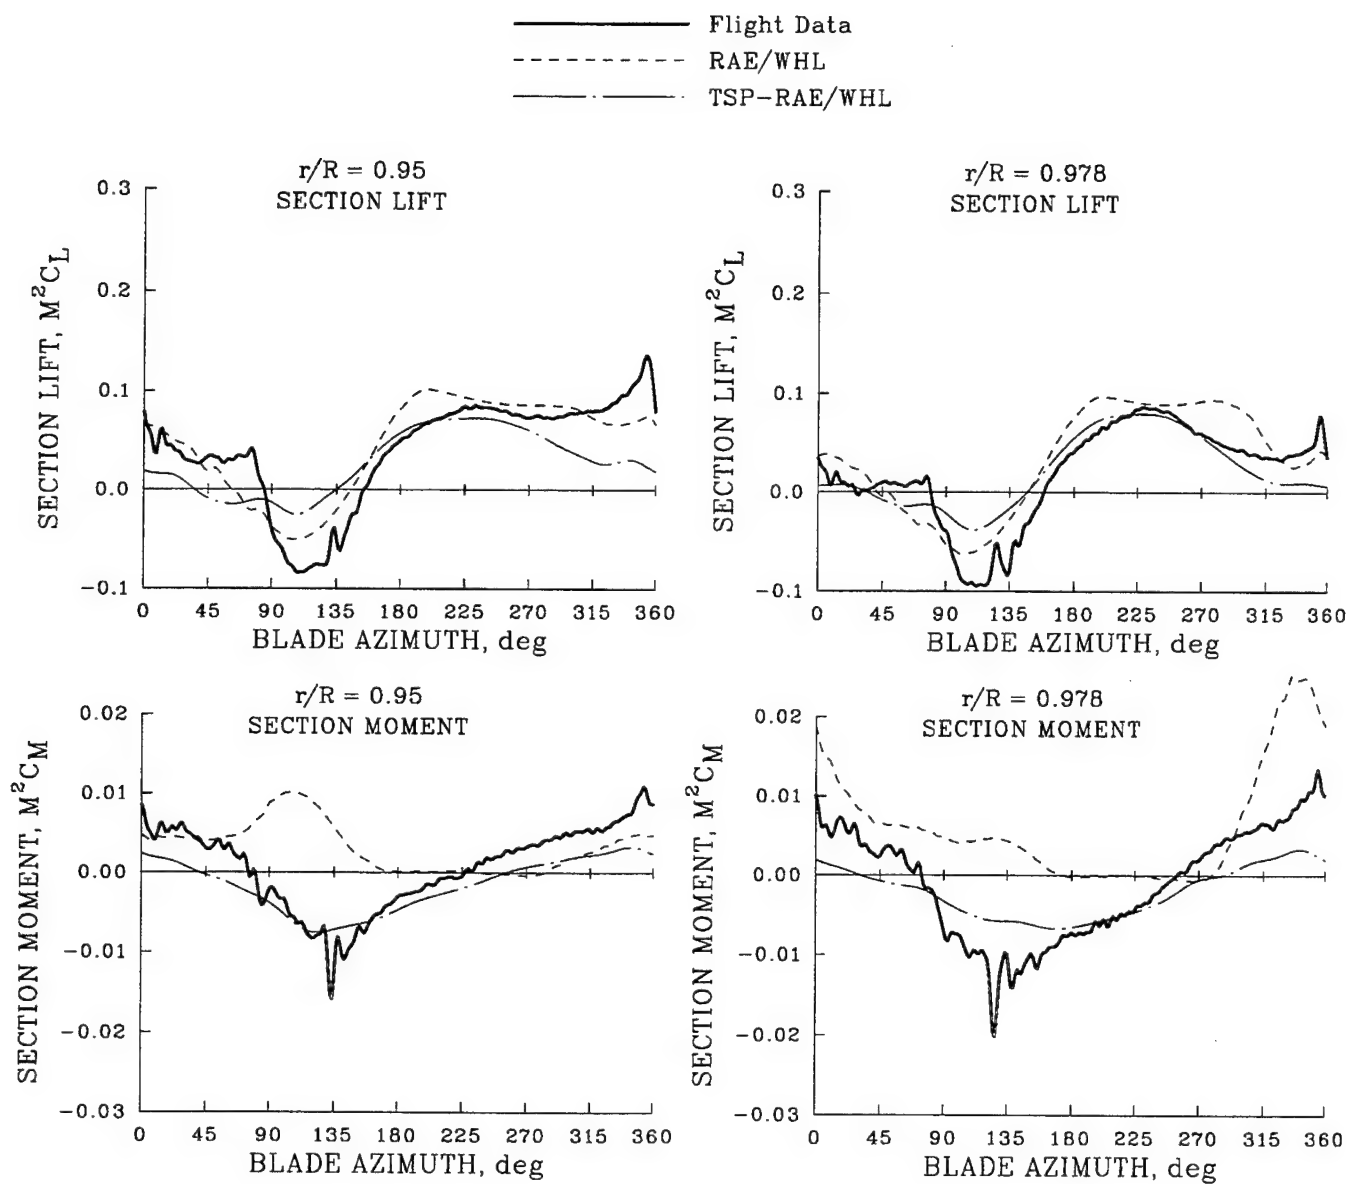 Flight Data
RAE/WHL
TSP-RAE/WHL
r/R = 0.95
SECTION LIFT
SECTION LIFT, M²C_L
0.3
0.2
0.1
0.0
-0.1
0 45 90 135 180 225 270 315 360
BLADE AZIMUTH, deg
r/R = 0.978
SECTION LIFT
SECTION LIFT, M²C_L
0.3
0.2
0.1
0.0
-0.1
0 45 90 135 180 225 270 315 360
BLADE AZIMUTH, deg
r/R = 0.95
SECTION MOMENT
SECTION MOMENT, M²C_M
0.02
0.01
0.00
-0.01
-0.02
-0.03
0 45 90 135 180 225 270 315 360
BLADE AZIMUTH, deg
r/R = 0.978
SECTION MOMENT
SECTION MOMENT, M²C_M
0.02
0.01
0.00
-0.01
-0.02
-0.03
0 45 90 135 180 225 270 315 360
BLADE AZIMUTH, deg